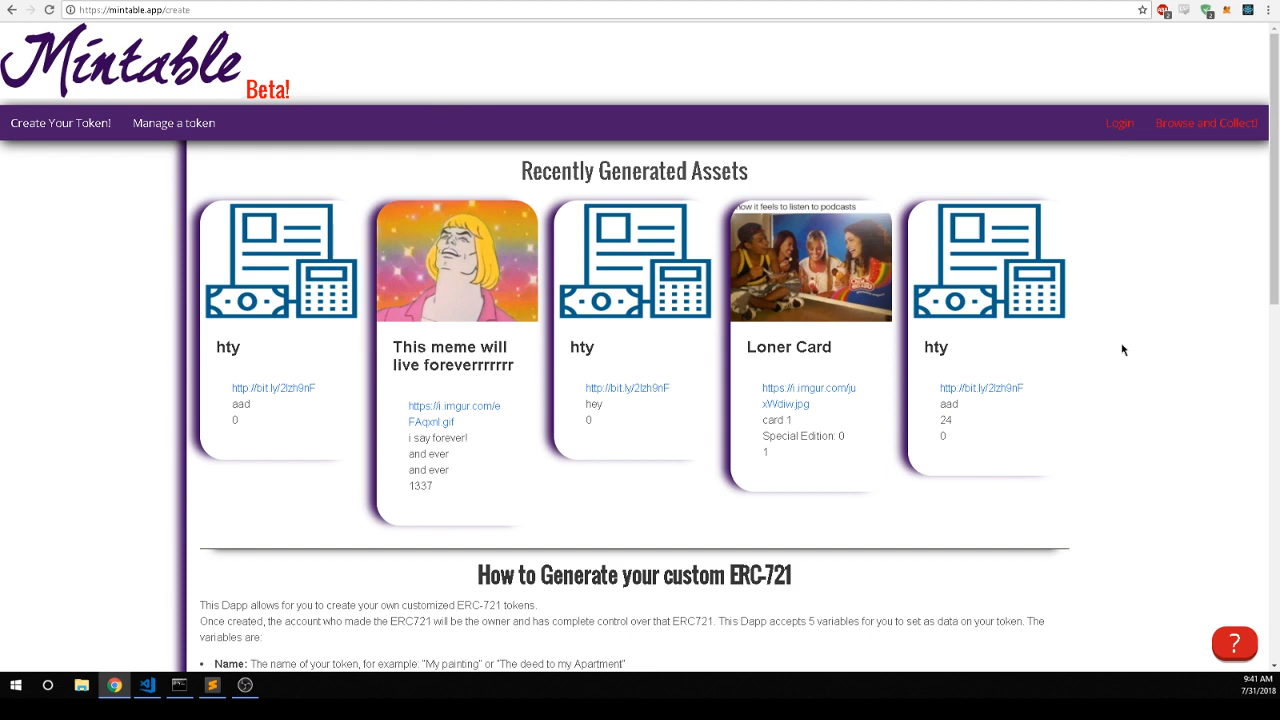 https://mintable.app/create
Mintable Beta!
Create Your Token! Manage a token Login Browse and Collect!
Recently Generated Assets
how it feels to listen to podcasts
hty
http://bit.ly/2Izh9nF
aad
0
This meme will
live foreverrrrrrr
https://i.imgur.com/e
FAqxnl.gif
i say forever!
and ever
and ever
1337
hty
http://bit.ly/2Izh9nF
hey
0
Loner Card
https://i.imgur.com/ju
xWdiw.jpg
card 1
Special Edition: 0
1
hty
http://bit.ly/2Izh9nF
aad
24
0
How to Generate your custom ERC-721
This Dapp allows for you to create your own customized ERC-721 tokens.
Once created, the account who made the ERC721 will be the owner and has complete control over that ERC721. This Dapp accepts 5 variables for you to set as data on your token. The
variables are:
• Name: The name of your token, for example: "My painting" or "The deed to my Apartment"
?
9:41 AM
7/31/2018